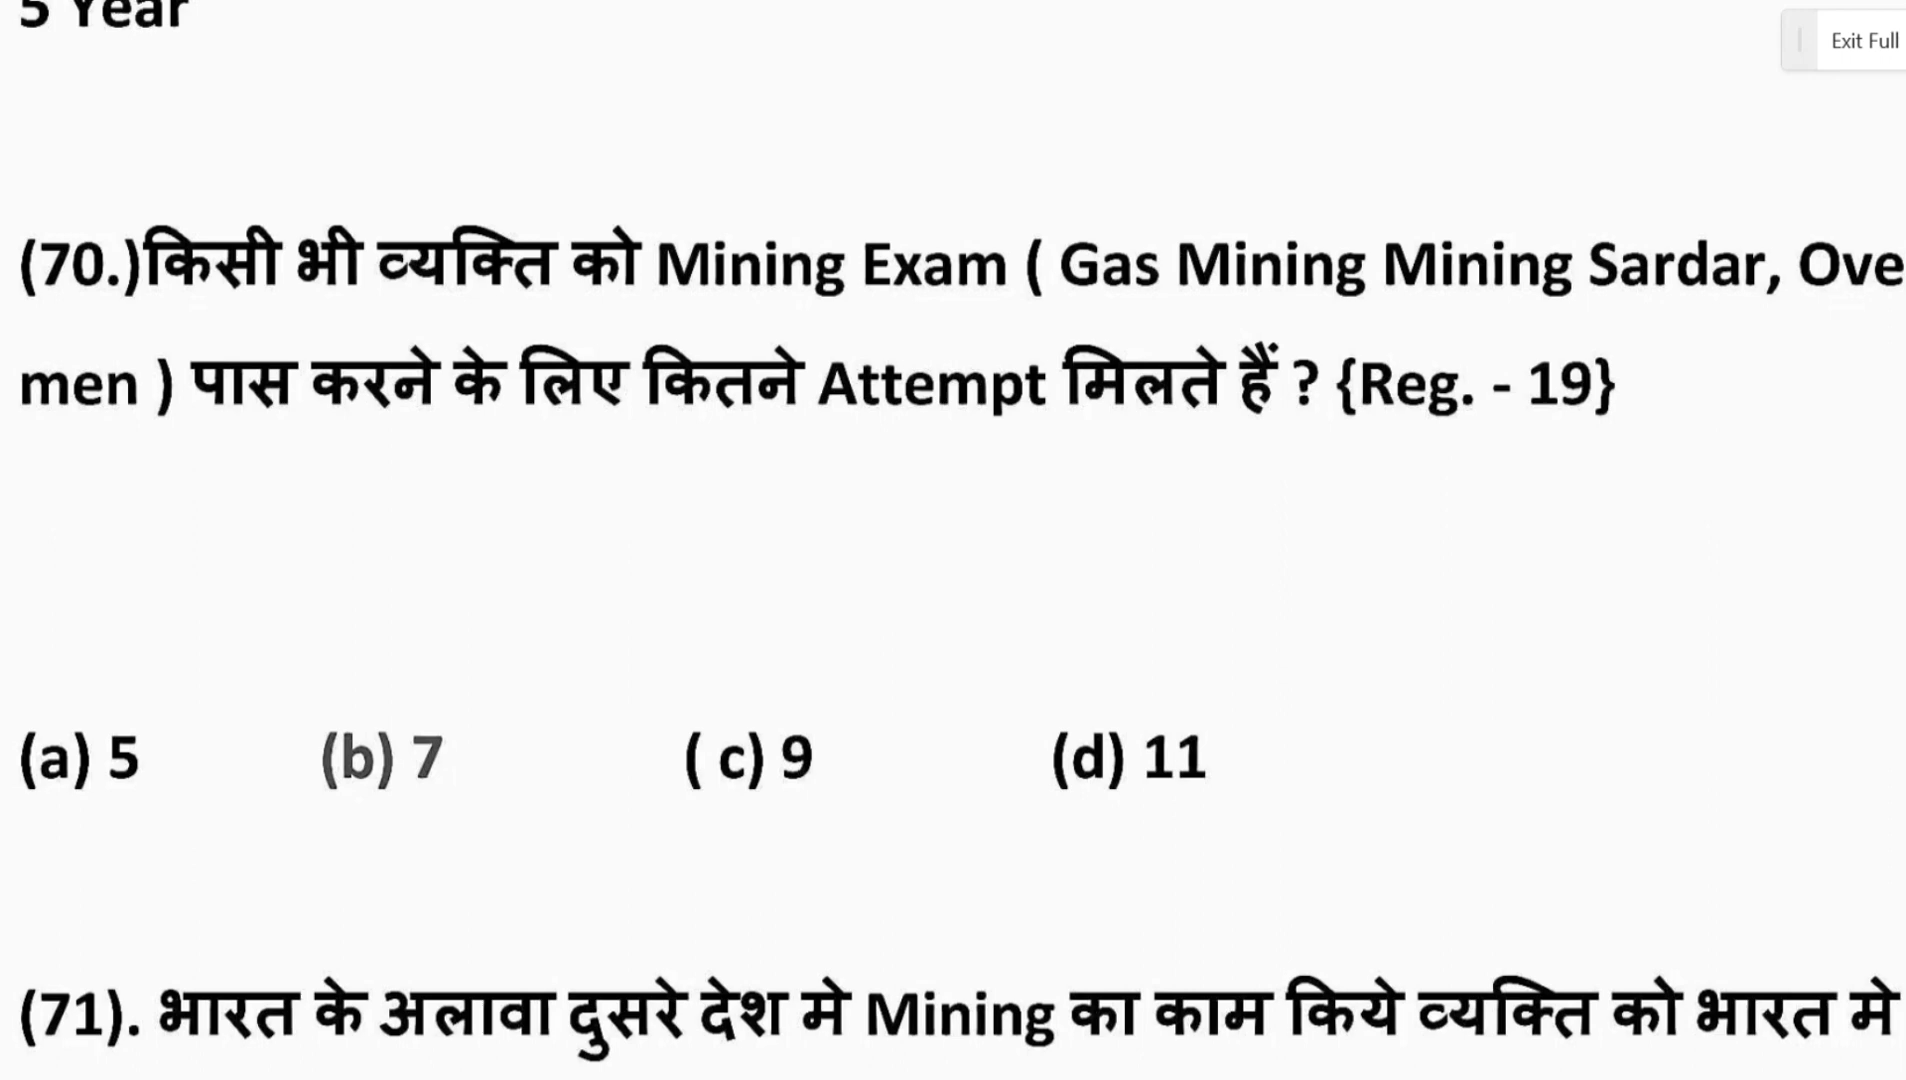 5 Year
Exit Full
(70.)किसी भी व्यक्ति को Mining Exam ( Gas Mining Mining Sardar, Ove
men ) पास करने के लिए कितने Attempt मिलते हैं ? {Reg. - 19}
(a) 5 (b) 7 ( c) 9 (d) 11
(71). भारत के अलावा दुसरे देश मे Mining का काम किये व्यक्ति को भारत मे